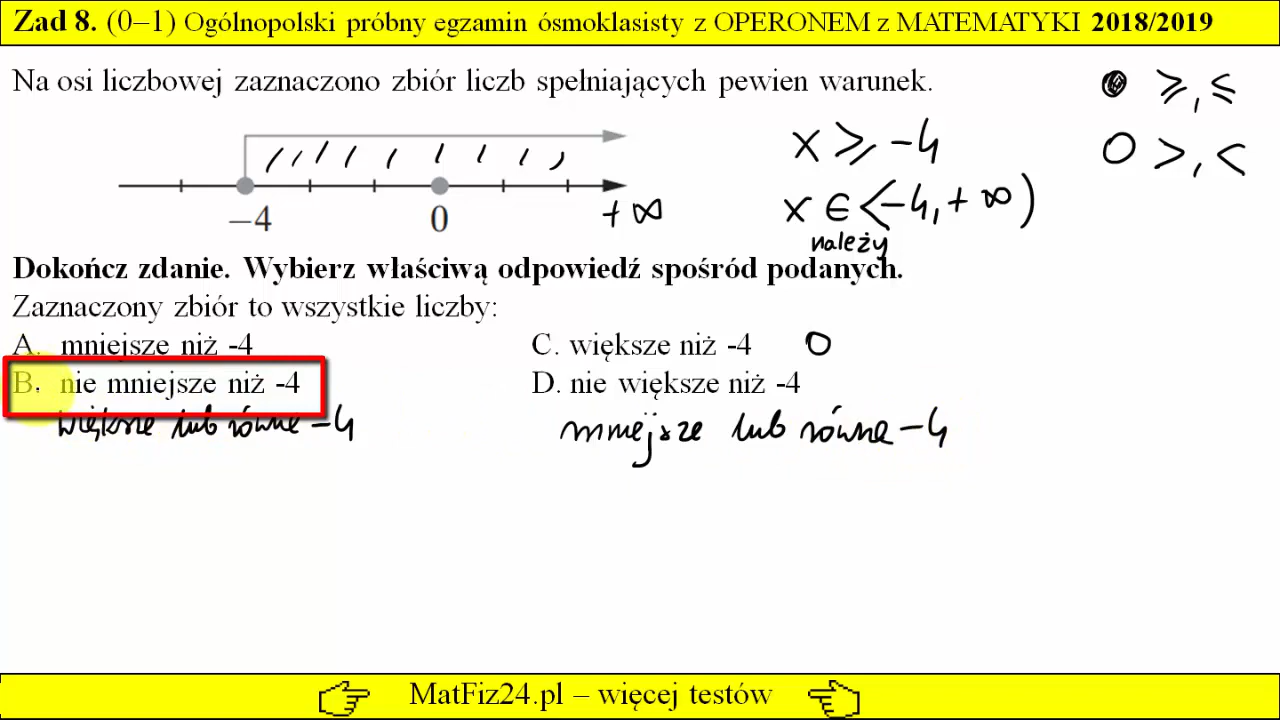 Zad 8. (0–1) Ogólnopolski próbny egzamin ósmoklasisty z OPERONEM z MATEMATYKI 2018/2019
Na osi liczbowej zaznaczono zbiór liczb spełniających pewien warunek.
●  ⩾, ⩽
○  >, <
x ⩾ −4
x ∈ <−4, + ∞)
należy
−4  0  + ∞
Dokończ zdanie. Wybierz właściwą odpowiedź spośród podanych.
Zaznaczony zbiór to wszystkie liczby:
A. mniejsze niż -4
C. większe niż -4  O
B. nie mniejsze niż -4
D. nie większe niż -4
większe lub równe −4
mniejsze lub równe −4
MatFiz24.pl – więcej testów